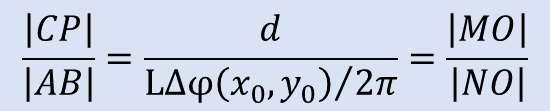 |CP| / |AB| = d / LΔφ(x₀, y₀)/2π = |MO| / |NO|